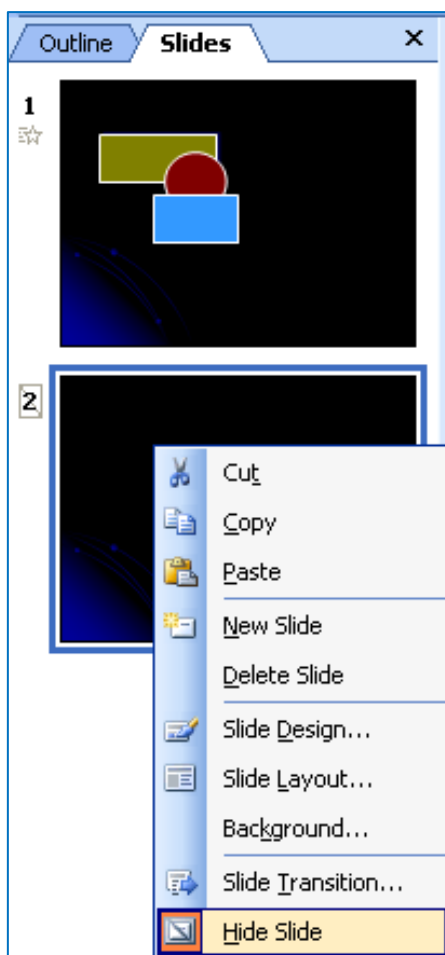 Outline Slides
1
2
Cut
Copy
Paste
New Slide
Delete Slide
Slide Design...
Slide Layout...
Background...
Slide Transition...
Hide Slide